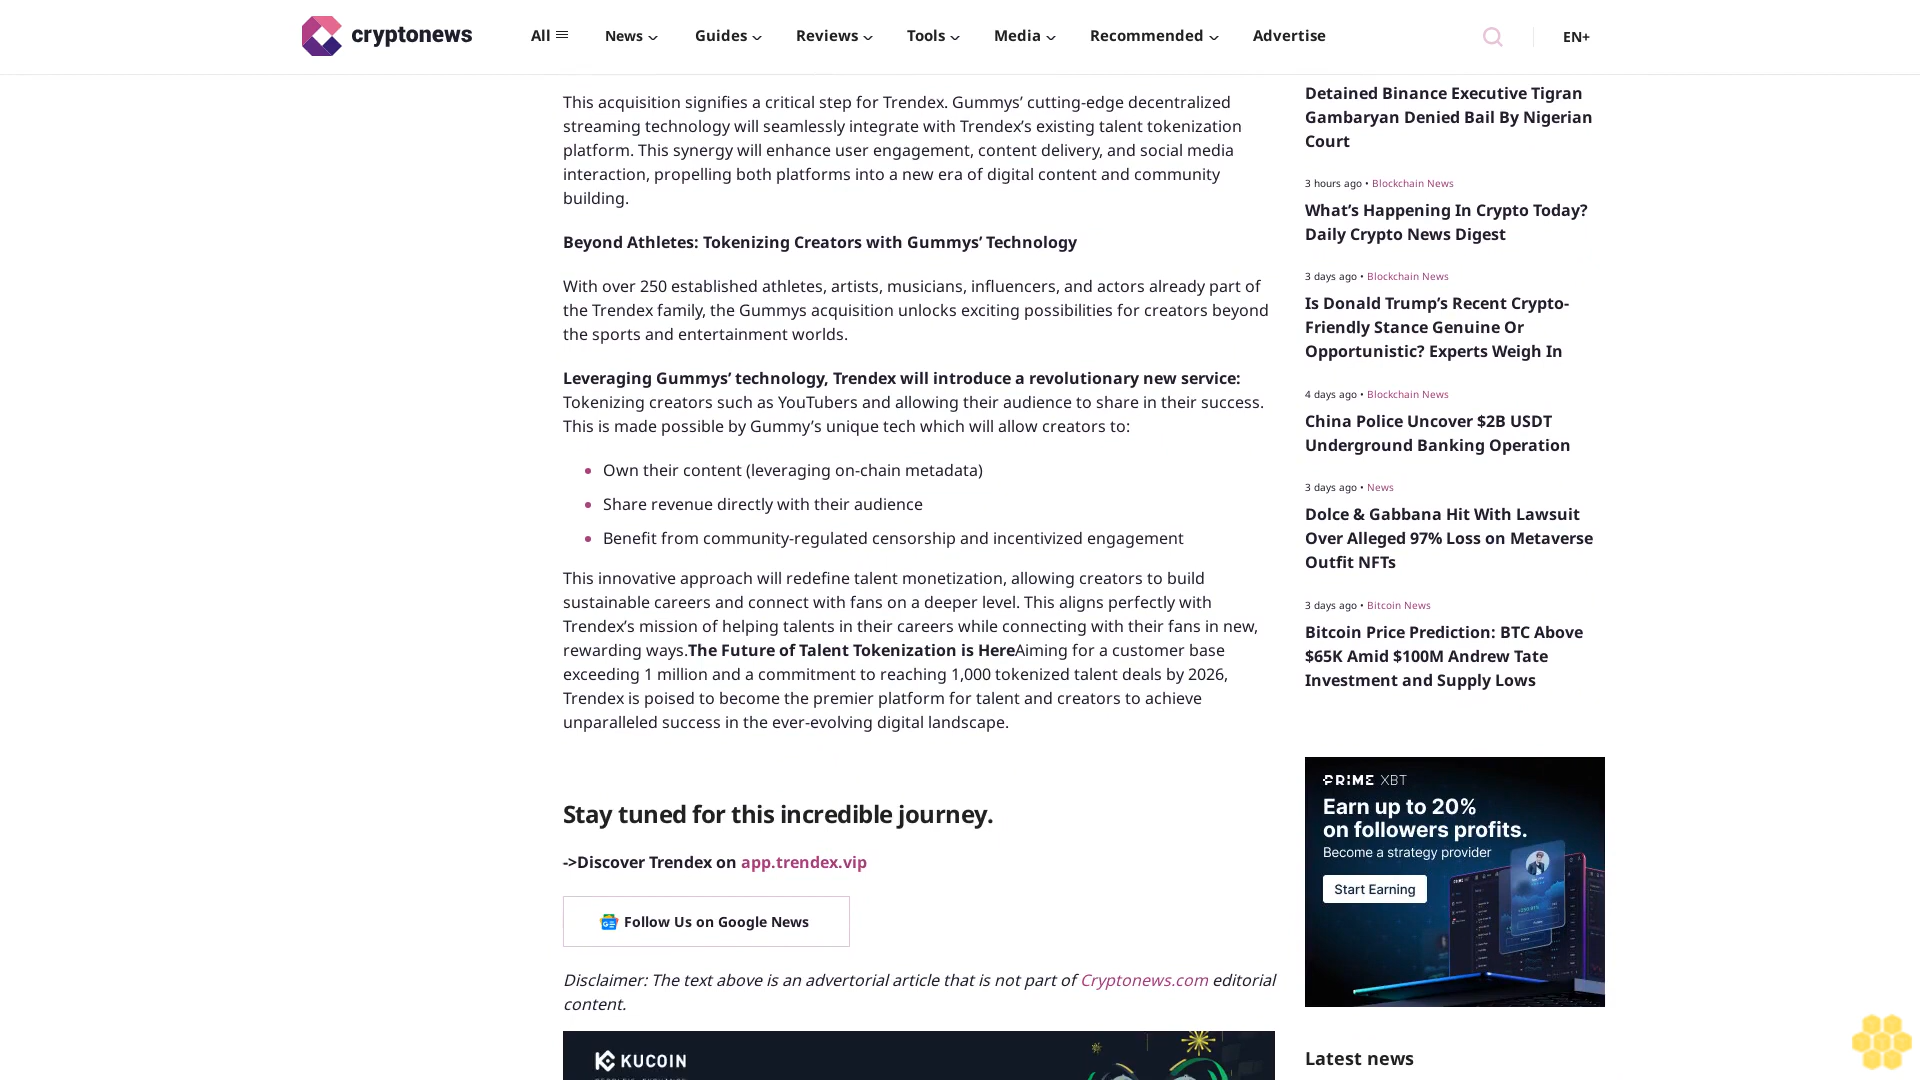 cryptonews
All
News
Guides
Reviews
Tools
Media
Recommended
Advertise
EN+
This acquisition signifies a critical step for Trendex. Gummys’ cutting-edge decentralized
streaming technology will seamlessly integrate with Trendex’s existing talent tokenization
platform. This synergy will enhance user engagement, content delivery, and social media
interaction, propelling both platforms into a new era of digital content and community
building.
Beyond Athletes: Tokenizing Creators with Gummys’ Technology
With over 250 established athletes, artists, musicians, influencers, and actors already part of
the Trendex family, the Gummys acquisition unlocks exciting possibilities for creators beyond
the sports and entertainment worlds.
Leveraging Gummys’ technology, Trendex will introduce a revolutionary new service:
Tokenizing creators such as YouTubers and allowing their audience to share in their success.
This is made possible by Gummy’s unique tech which will allow creators to:
Own their content (leveraging on-chain metadata)
Share revenue directly with their audience
Benefit from community-regulated censorship and incentivized engagement
This innovative approach will redefine talent monetization, allowing creators to build
sustainable careers and connect with fans on a deeper level. This aligns perfectly with
Trendex’s mission of helping talents in their careers while connecting with their fans in new,
rewarding ways.The Future of Talent Tokenization is HereAiming for a customer base
exceeding 1 million and a commitment to reaching 1,000 tokenized talent deals by 2026,
Trendex is poised to become the premier platform for talent and creators to achieve
unparalleled success in the ever-evolving digital landscape.
Stay tuned for this incredible journey.
->Discover Trendex on app.trendex.vip
Follow Us on Google News
Disclaimer: The text above is an advertorial article that is not part of Cryptonews.com editorial
content.
KUCOIN
Detained Binance Executive Tigran
Gambaryan Denied Bail By Nigerian
Court
3 hours ago • Blockchain News
What’s Happening In Crypto Today?
Daily Crypto News Digest
3 days ago • Blockchain News
Is Donald Trump’s Recent Crypto-
Friendly Stance Genuine Or
Opportunistic? Experts Weigh In
4 days ago • Blockchain News
China Police Uncover $2B USDT
Underground Banking Operation
3 days ago • News
Dolce & Gabbana Hit With Lawsuit
Over Alleged 97% Loss on Metaverse
Outfit NFTs
3 days ago • Bitcoin News
Bitcoin Price Prediction: BTC Above
$65K Amid $100M Andrew Tate
Investment and Supply Lows
PRIME XBT
Earn up to 20%
on followers profits.
Become a strategy provider
Start Earning
Latest news